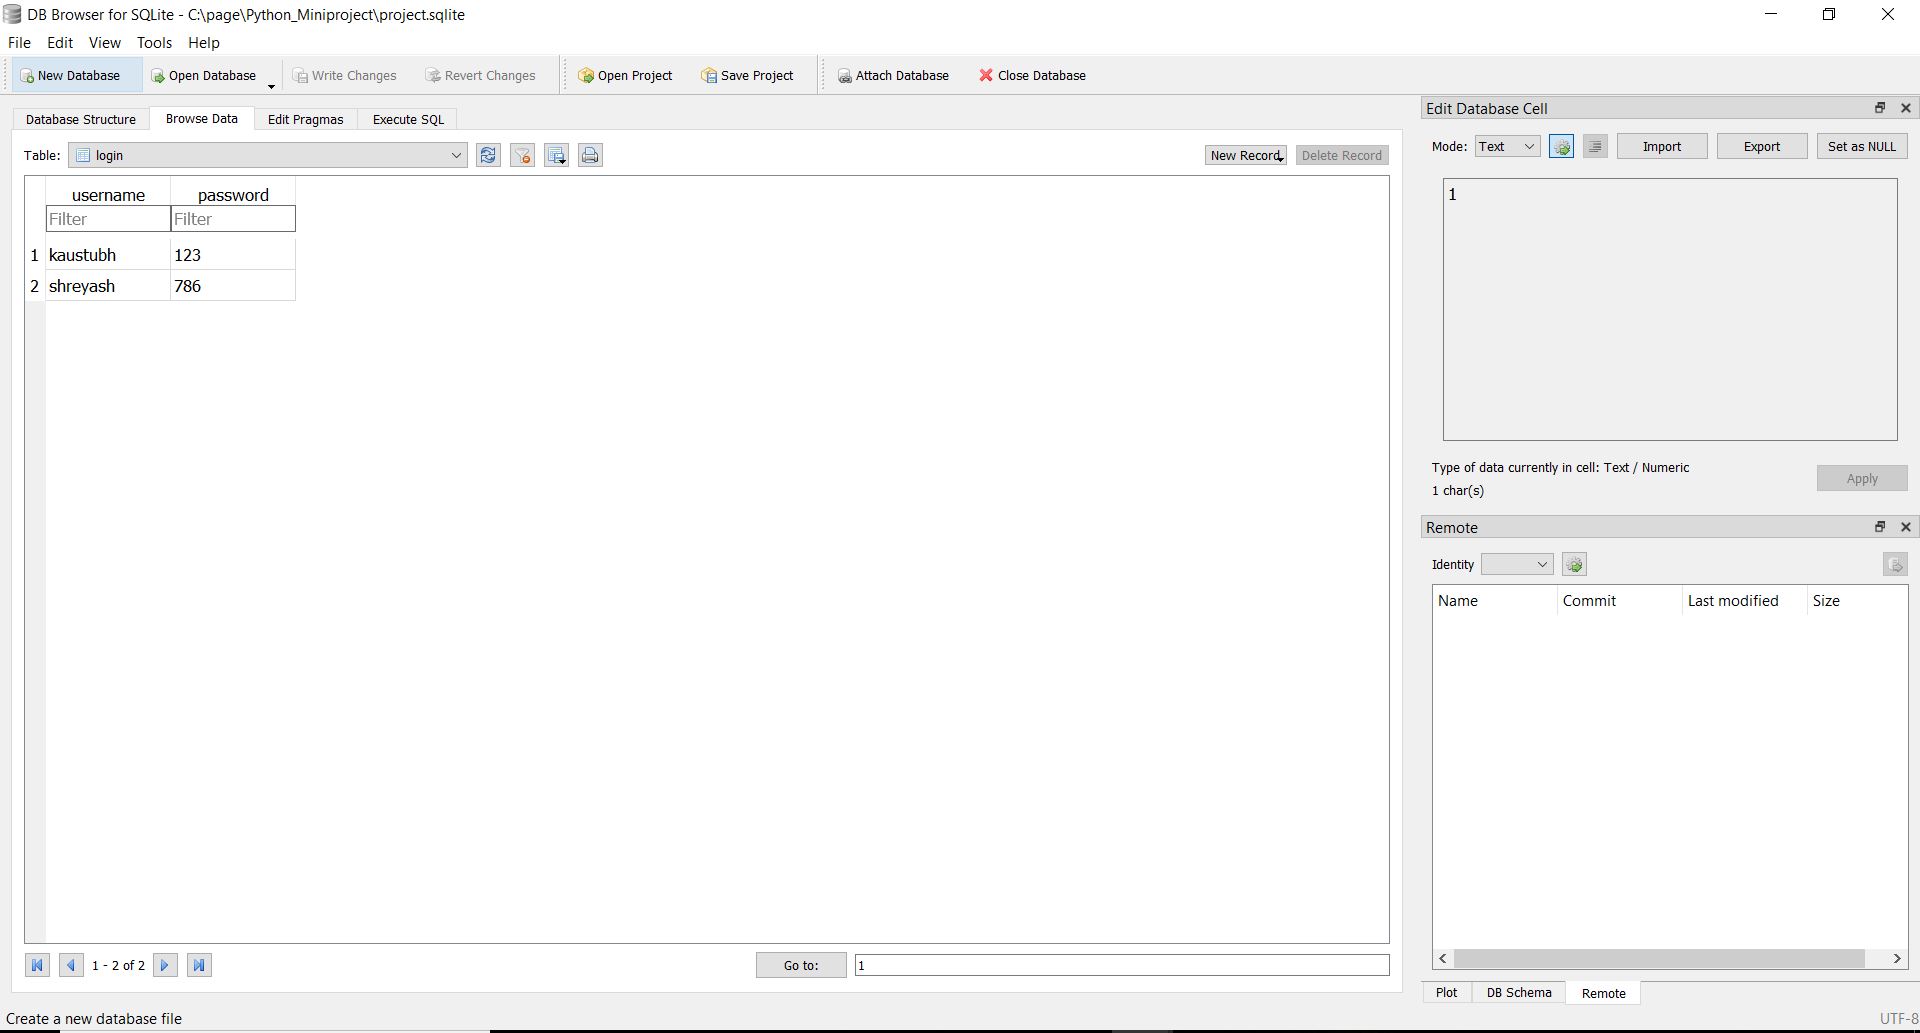 DB Browser for SQLite - C:\page\Python_Miniproject\project.sqlite
File Edit View Tools Help
New Database Open Database Write Changes Revert Changes Open Project Save Project Attach Database Close Database
Database Structure Browse Data Edit Pragmas Execute SQL
Table: login New Record Delete Record
username password
Filter Filter
1 kaustubh 123
2 shreyash 786
1 - 2 of 2 Go to: 1
Edit Database Cell
Mode: Text Import Export Set as NULL
1
Type of data currently in cell: Text / Numeric
1 char(s)
Apply
Remote
Identity
Name Commit Last modified Size
Plot DB Schema Remote
Create a new database file UTF-8